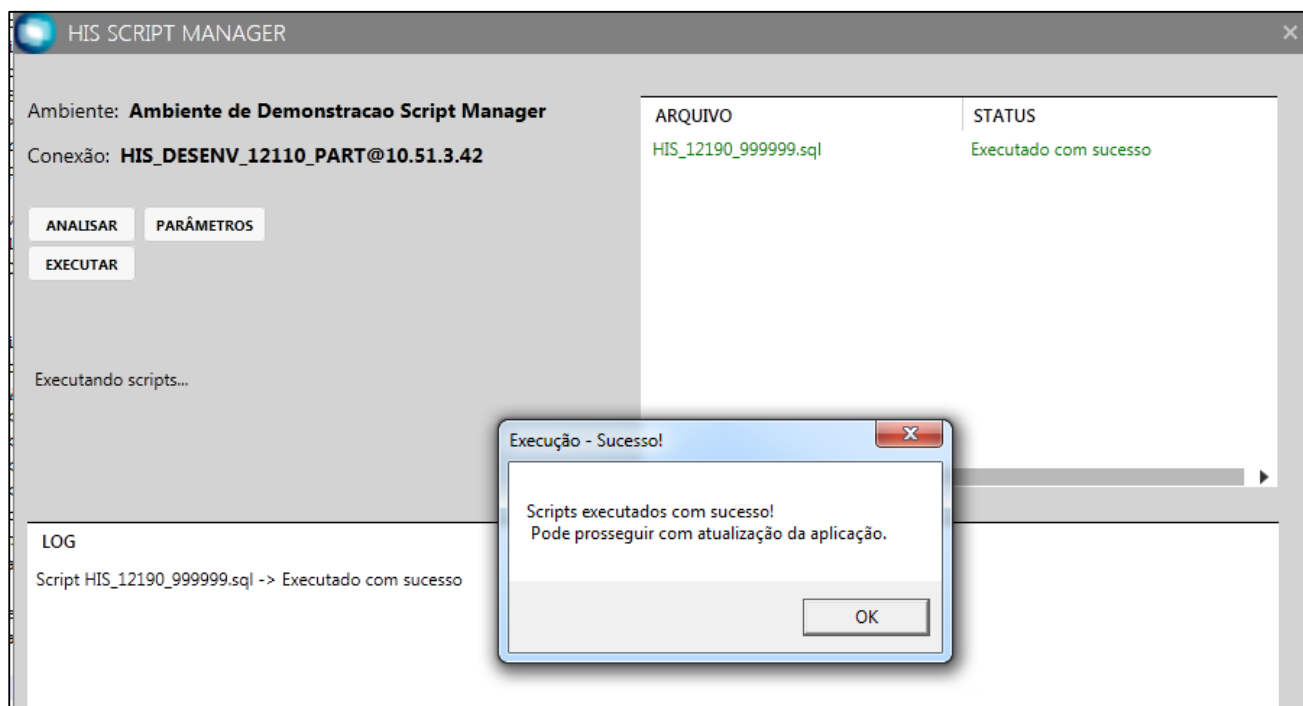 HIS SCRIPT MANAGER
Ambiente: Ambiente de Demonstracao Script Manager
Conexão: HIS_DESENV_12110_PART@10.51.3.42
ANALISAR PARÂMETROS
EXECUTAR
Executando scripts...
ARQUIVO STATUS
HIS_12190_999999.sql Executado com sucesso
Execução - Sucesso!
Scripts executados com sucesso!
Pode prosseguir com atualização da aplicação.
OK
LOG
Script HIS_12190_999999.sql -> Executado com sucesso